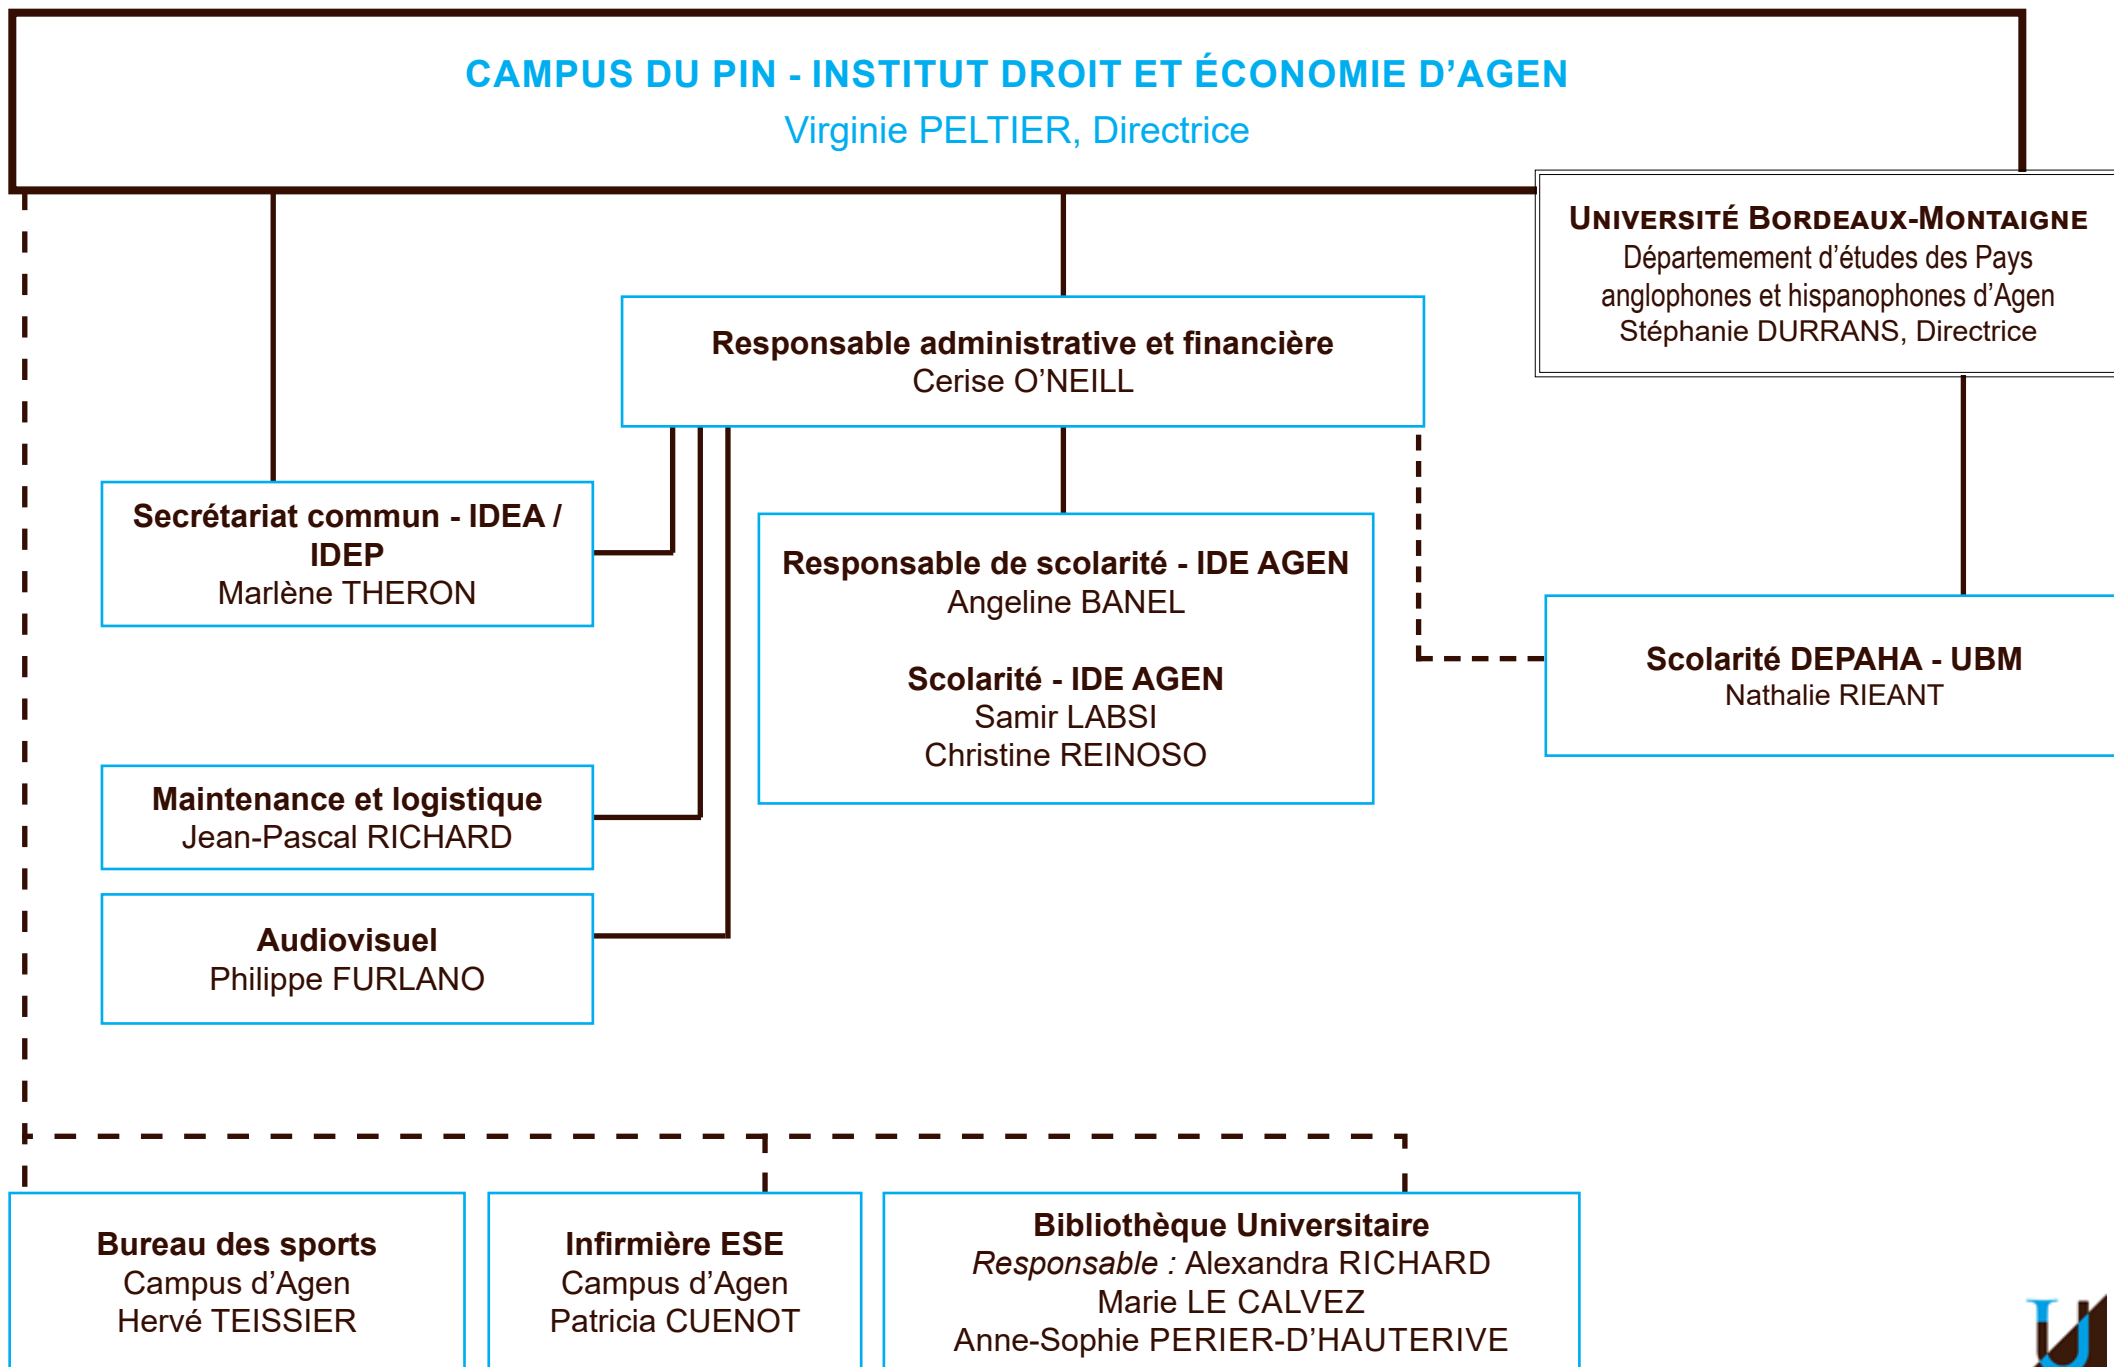 CAMPUS DU PIN - INSTITUT DROIT ET ÉCONOMIE D’AGEN
Virginie PELTIER, Directrice
UNIVERSITÉ BORDEAUX-MONTAIGNE
Départemement d’études des Pays
anglophones et hispanophones d’Agen
Stéphanie DURRANS, Directrice
Responsable administrative et financière
Cerise O’NEILL
Secrétariat commun - IDEA /
IDEP
Marlène THERON
Responsable de scolarité - IDE AGEN
Angeline BANEL
Scolarité - IDE AGEN
Samir LABSI
Christine REINOSO
Scolarité DEPAHA - UBM
Nathalie RIEANT
Maintenance et logistique
Jean-Pascal RICHARD
Audiovisuel
Philippe FURLANO
Bureau des sports
Campus d’Agen
Hervé TEISSIER
Infirmière ESE
Campus d’Agen
Patricia CUENOT
Bibliothèque Universitaire
Responsable : Alexandra RICHARD
Marie LE CALVEZ
Anne-Sophie PERIER-D’HAUTERIVE
U